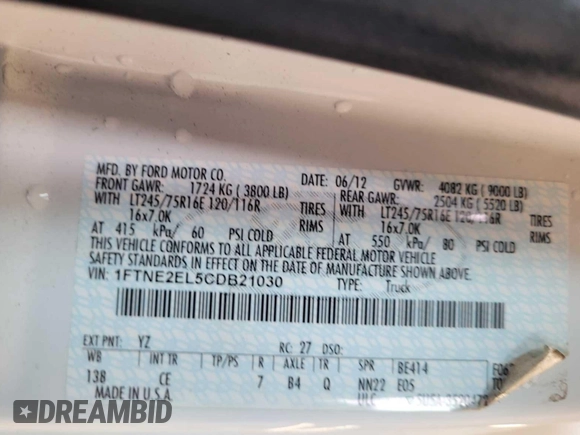 MFD. BY FORD MOTOR CO.
DATE: 06/12
GVWR: 4082 KG ( 9000 LB)
FRONT GAWR: 1724 KG ( 3800 LB)
REAR GAWR: 2504 KG ( 5520 LB)
WITH LT245/75R16E 120/116R TIRES
WITH LT245/75R16E 120/116R TIRES
16x7.0K RIMS
16x7.0K RIMS
AT 415 kPa/ 60 PSI COLD
AT 550 kPa/ 80 PSI COLD
THIS VEHICLE CONFORMS TO ALL APPLICABLE FEDERAL MOTOR VEHICLE
SAFETY STANDARDS IN EFFECT ON THE DATE OF MANUFACTURE SHOWN ABOVE.
VIN: 1FTNE2EL5CDB21030
TYPE: Truck
EXT PNT: YZ RC: 27 DSO:
WB INT TR TP/PS R AXLE TR SPR BE414
138 CE 7 B4 Q NN22 E05
MADE IN U.S.A. ULC
DREAMBID